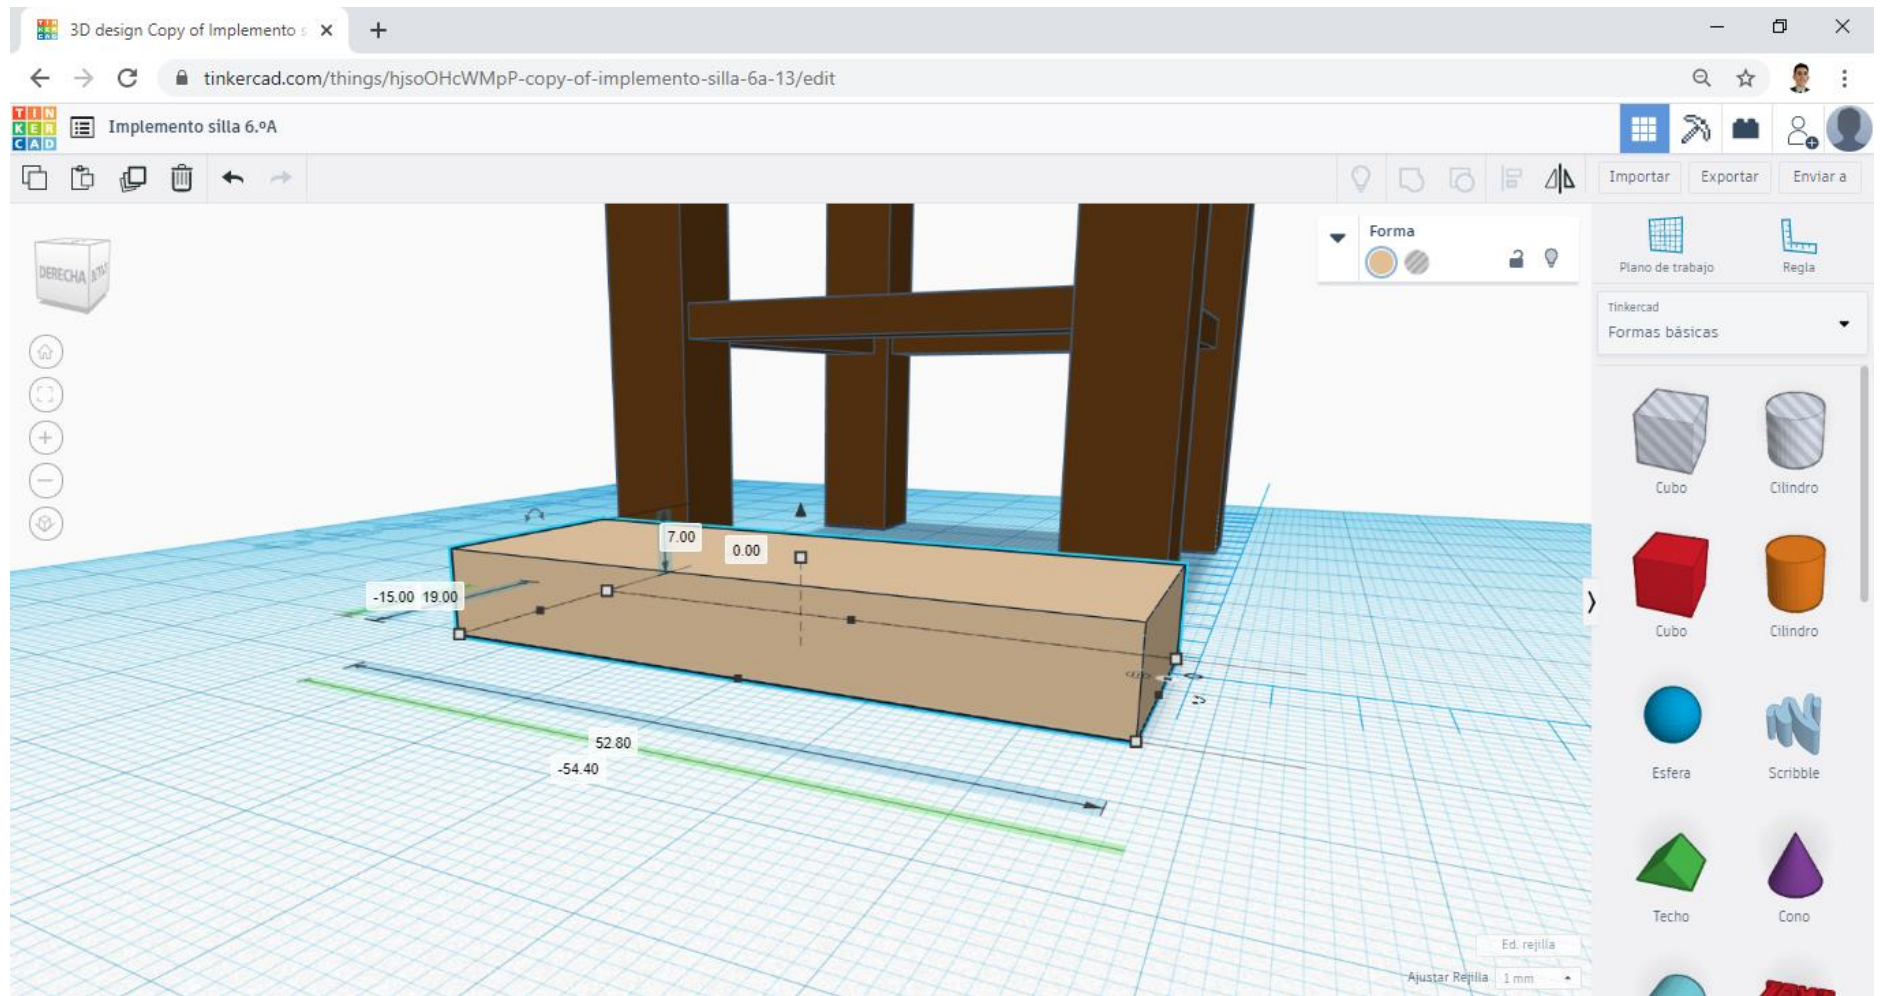 3D design Copy of Implemento s
tinkercad.com/things/hjsoOHcWMpP-copy-of-implemento-silla-6a-13/edit
TIN
KER
CAD
Implemento silla 6.ºA
Importar
Exportar
Enviar a
DERECHA
Forma
Plano de trabajo
Regla
Tinkercad
Formas básicas
Cubo
Cilindro
7.00
0.00
-15.00 19.00
Cubo
Cilindro
52.80
-54.40
Esfera
Scribble
Techo
Cono
Ed. rejilla
Ajustar Rejilla 1 mm